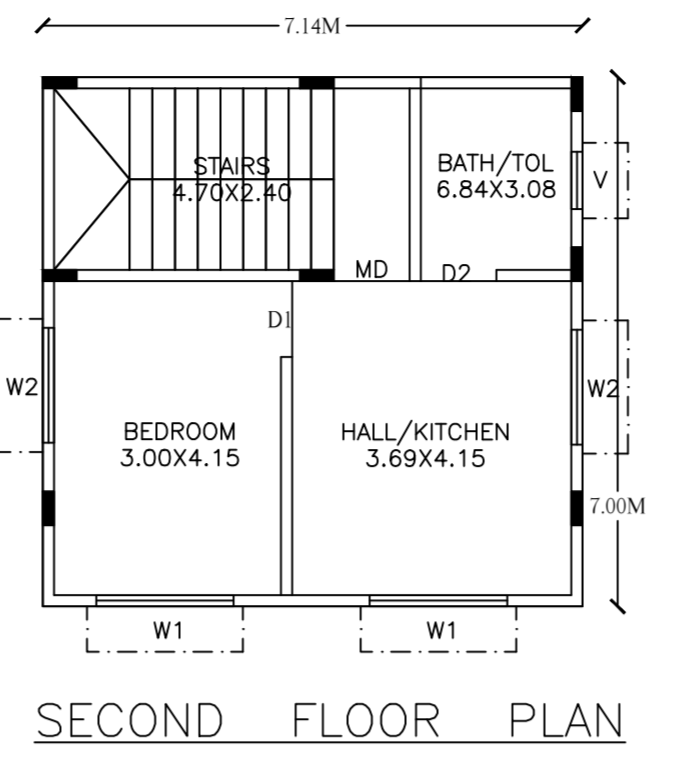 7.14M
STAIRS
4.70X2.40
BATH/TOL
6.84X3.08
V
MD
D2
D1
W2
W2
BEDROOM
3.00X4.15
HALL/KITCHEN
3.69X4.15
7.00M
W1
W1
SECOND FLOOR PLAN